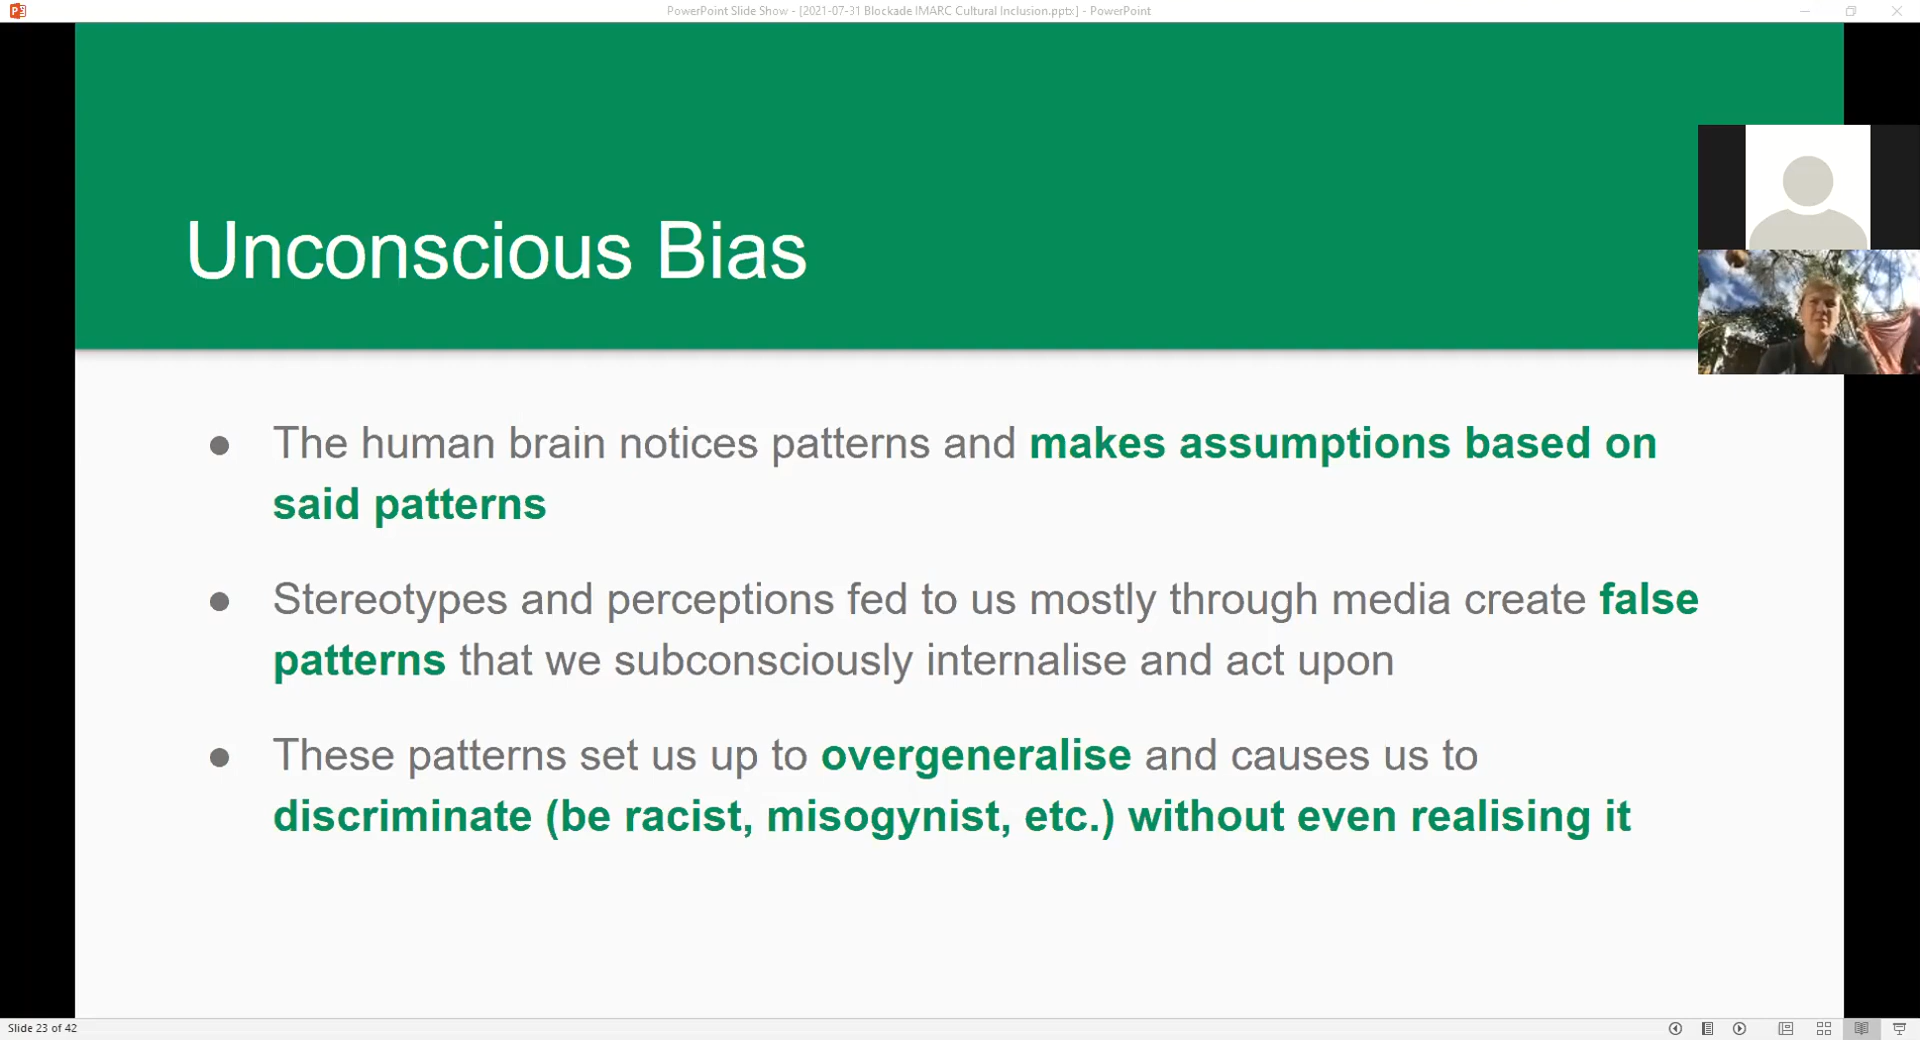 PowerPoint Slide Show - [2021-07-31 Blockade IMARC Cultural Inclusion.pptx] - PowerPoint
Unconscious Bias
● The human brain notices patterns and makes assumptions based on
said patterns
● Stereotypes and perceptions fed to us mostly through media create false
patterns that we subconsciously internalise and act upon
● These patterns set us up to overgeneralise and causes us to
discriminate (be racist, misogynist, etc.) without even realising it
Slide 23 of 42